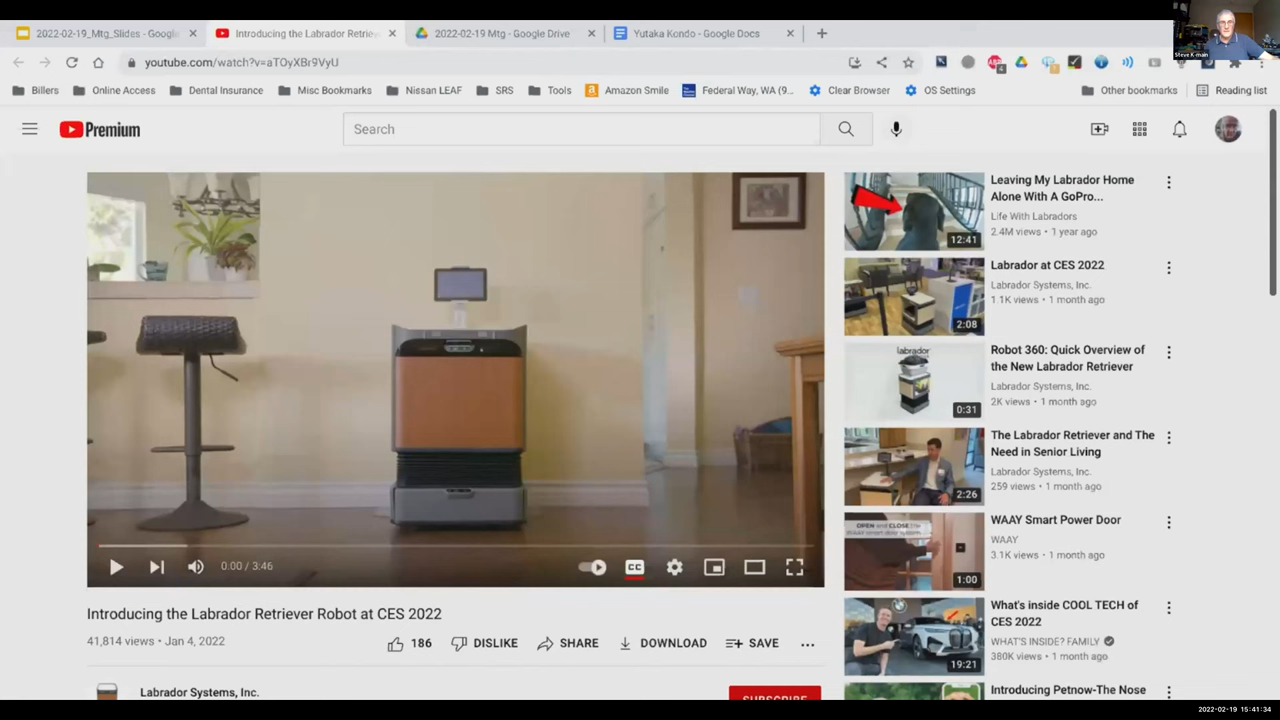 2022-02-19_Mtg_Slides - Google
Introducing the Labrador Retriev
2022-02-19 Mtg - Google Drive
Yutaka Kondo - Google Docs
Steve K-main
youtube.com/watch?v=aTOyXBr9VyU
Billers
Online Access
Dental Insurance
Misc Bookmarks
Nissan LEAF
SRS
Tools
Amazon Smile
Federal Way, WA (9...
Clear Browser
OS Settings
Other bookmarks
Reading list
Premium
Search
Leaving My Labrador Home
Alone With A GoPro...
Life With Labradors
2.4M views • 1 year ago
12:41
Labrador at CES 2022
Labrador Systems, Inc.
1.1K views • 1 month ago
2:08
labrador
Robot 360: Quick Overview of
the New Labrador Retriever
Labrador Systems, Inc.
2K views • 1 month ago
0:31
The Labrador Retriever and The
Need in Senior Living
Labrador Systems, Inc.
259 views • 1 month ago
2:26
WAAY Smart Power Door
WAAY
3.1K views • 1 month ago
1:00
What's inside COOL TECH of
CES 2022
WHAT'S INSIDE? FAMILY
380K views • 1 month ago
19:21
Introducing Petnow-The Nose
0:00 / 3:46
CC
Introducing the Labrador Retriever Robot at CES 2022
41,814 views • Jan 4, 2022
186
DISLIKE
SHARE
DOWNLOAD
SAVE
Labrador Systems, Inc.
SUBSCRIBE
2022-02-19 15:41:34